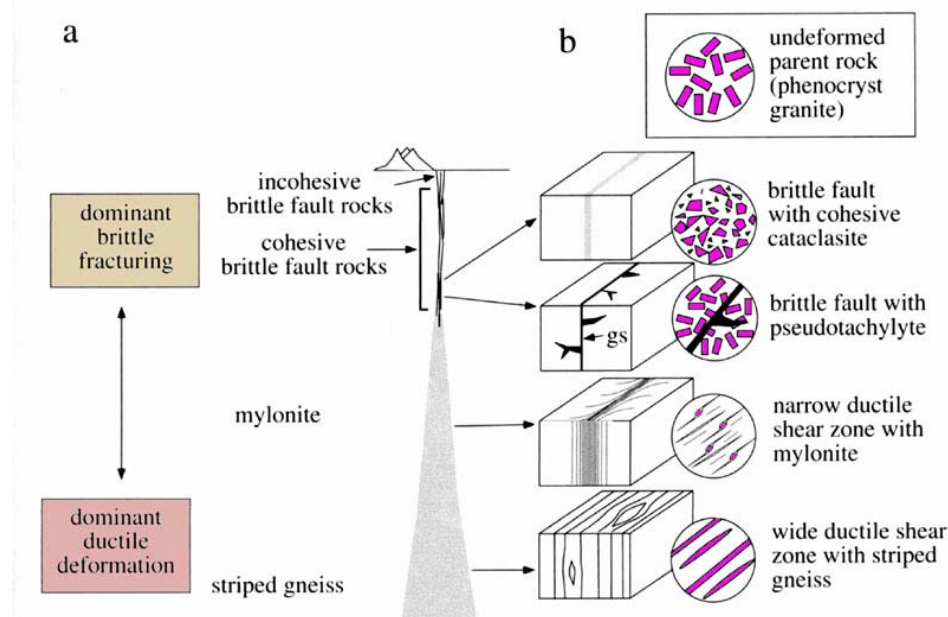 a
b
undeformed
parent rock
(phenocryst
granite)
incohesive
brittle fault rocks
cohesive
brittle fault rocks
dominant
brittle
fracturing
brittle fault
with cohesive
cataclasite
brittle fault with
pseudotachylyte
gs
mylonite
narrow ductile
shear zone with
mylonite
dominant
ductile
deformation
striped gneiss
wide ductile shear
zone with striped
gneiss